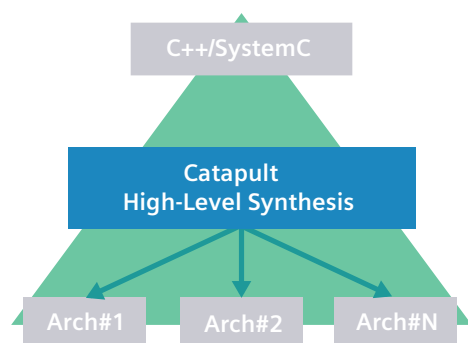 C++/SystemC
Catapult
High-Level Synthesis
Arch#1
Arch#2
Arch#N